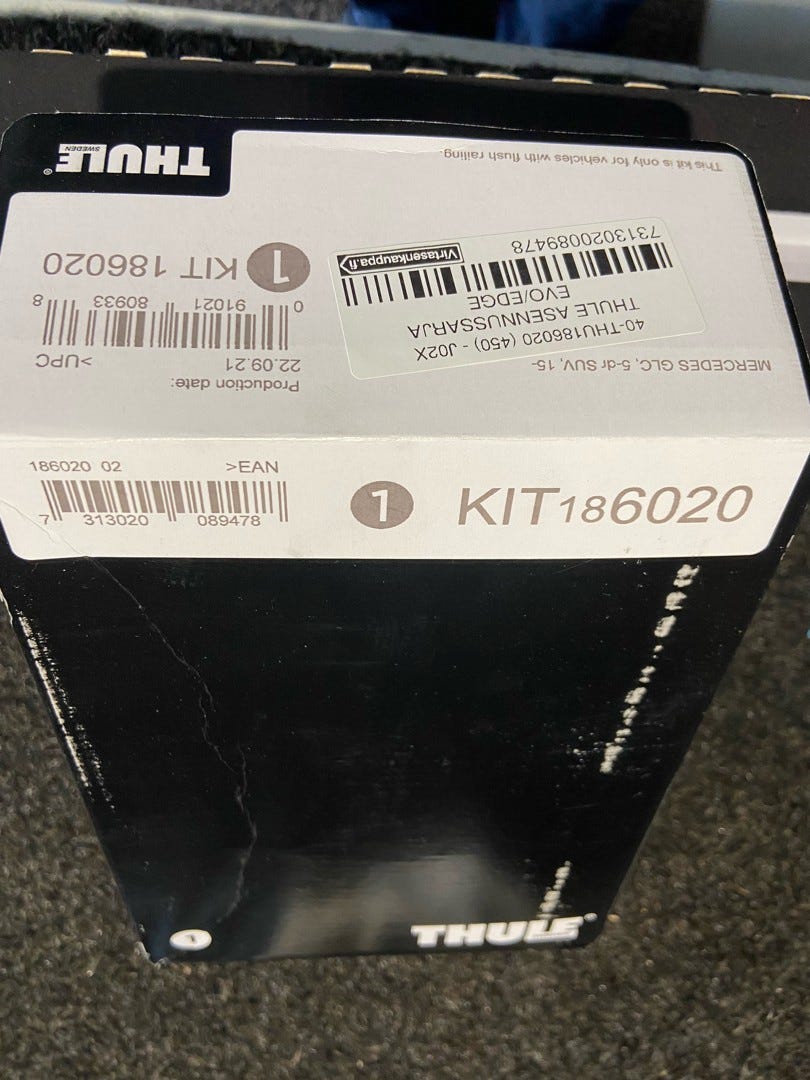 THULE
SWEDEN
This kit is only for vehicles with flush railing.
1 KIT 186020
0 91021 80933 8
>UPC
Production date:
22.09.21
MERCEDES GLC, 5-dr SUV, 15-
40-THU186020 (450) - J02X
THULE ASENNUSSARJA
EVO/EDGE
Virtasenkauppa.fi
7313020089478
186020 02 >EAN
7 313020 089478
1 KIT186020
1
THULE